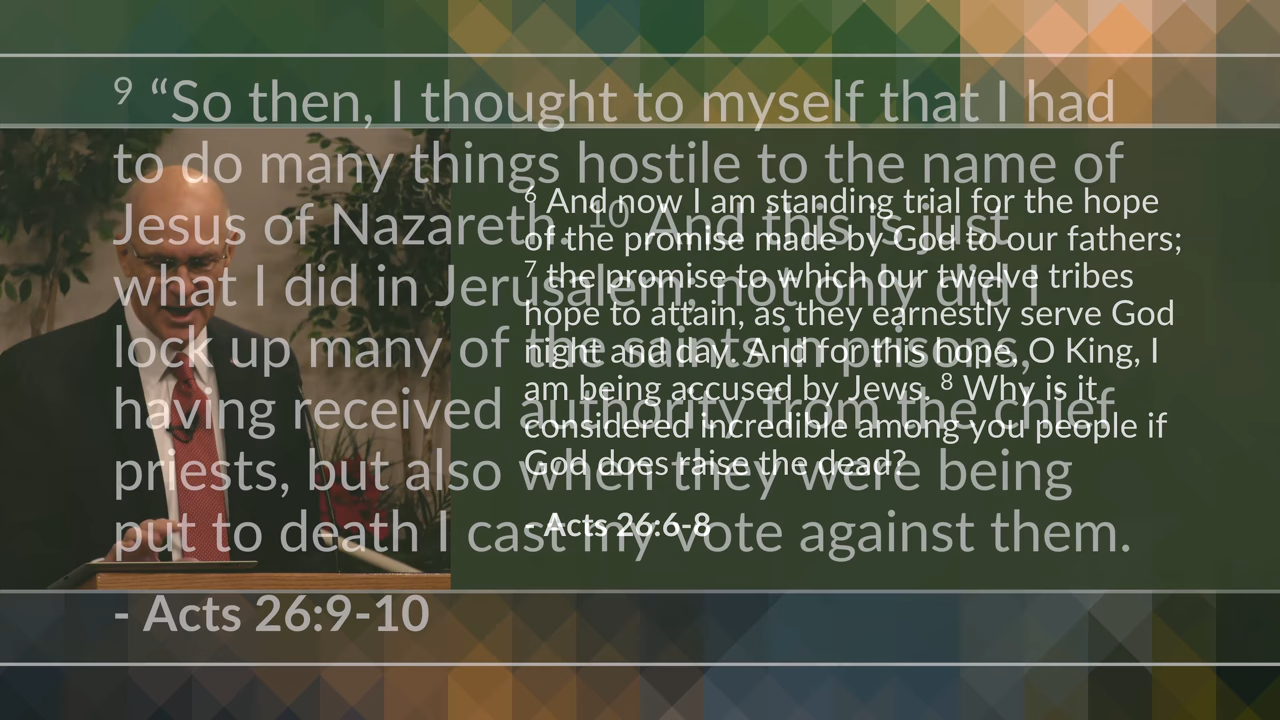 9 “So then, I thought to myself that I had
to do many things hostile to the name of
Jesus of Nazareth. 10 And this is just
what I did in Jerusalem; not only did I
lock up many of the saints in prisons,
having received authority from the chief
priests, but also when they were being
put to death I cast my vote against them.
- Acts 26:9-10
6 And now I am standing trial for the hope
of the promise made by God to our fathers;
7 the promise to which our twelve tribes
hope to attain, as they earnestly serve God
night and day. And for this hope, O King, I
am being accused by Jews. 8 Why is it
considered incredible among you people if
God does raise the dead?
- Acts 26:6-8